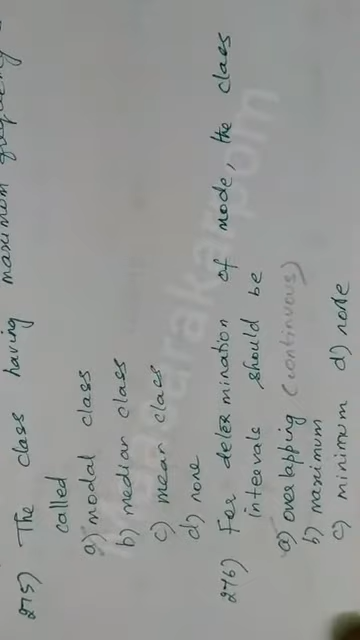 275) The class having maximum frequency
called
a) modal class
b) median class
c) mean class
d) none
276) For determination of mode, the class
intervals should be
a) overlapping (continuous)
b) maximum
c) minimum d) none